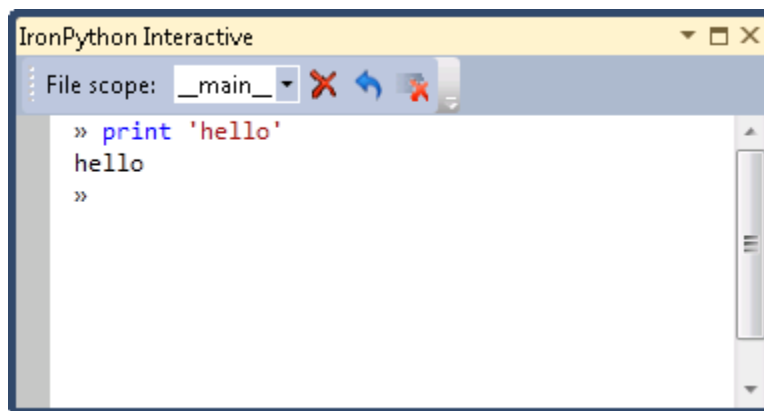 IronPython Interactive
File scope: __main__
» print 'hello'
hello
»